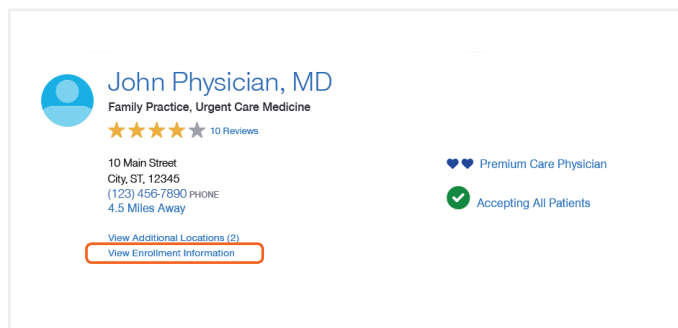 John Physician, MD
Family Practice, Urgent Care Medicine
10 Reviews
10 Main Street
City, ST, 12345
(123) 456-7890 PHONE
4.5 Miles Away
View Additional Locations (2)
View Enrollment Information
Premium Care Physician
Accepting All Patients